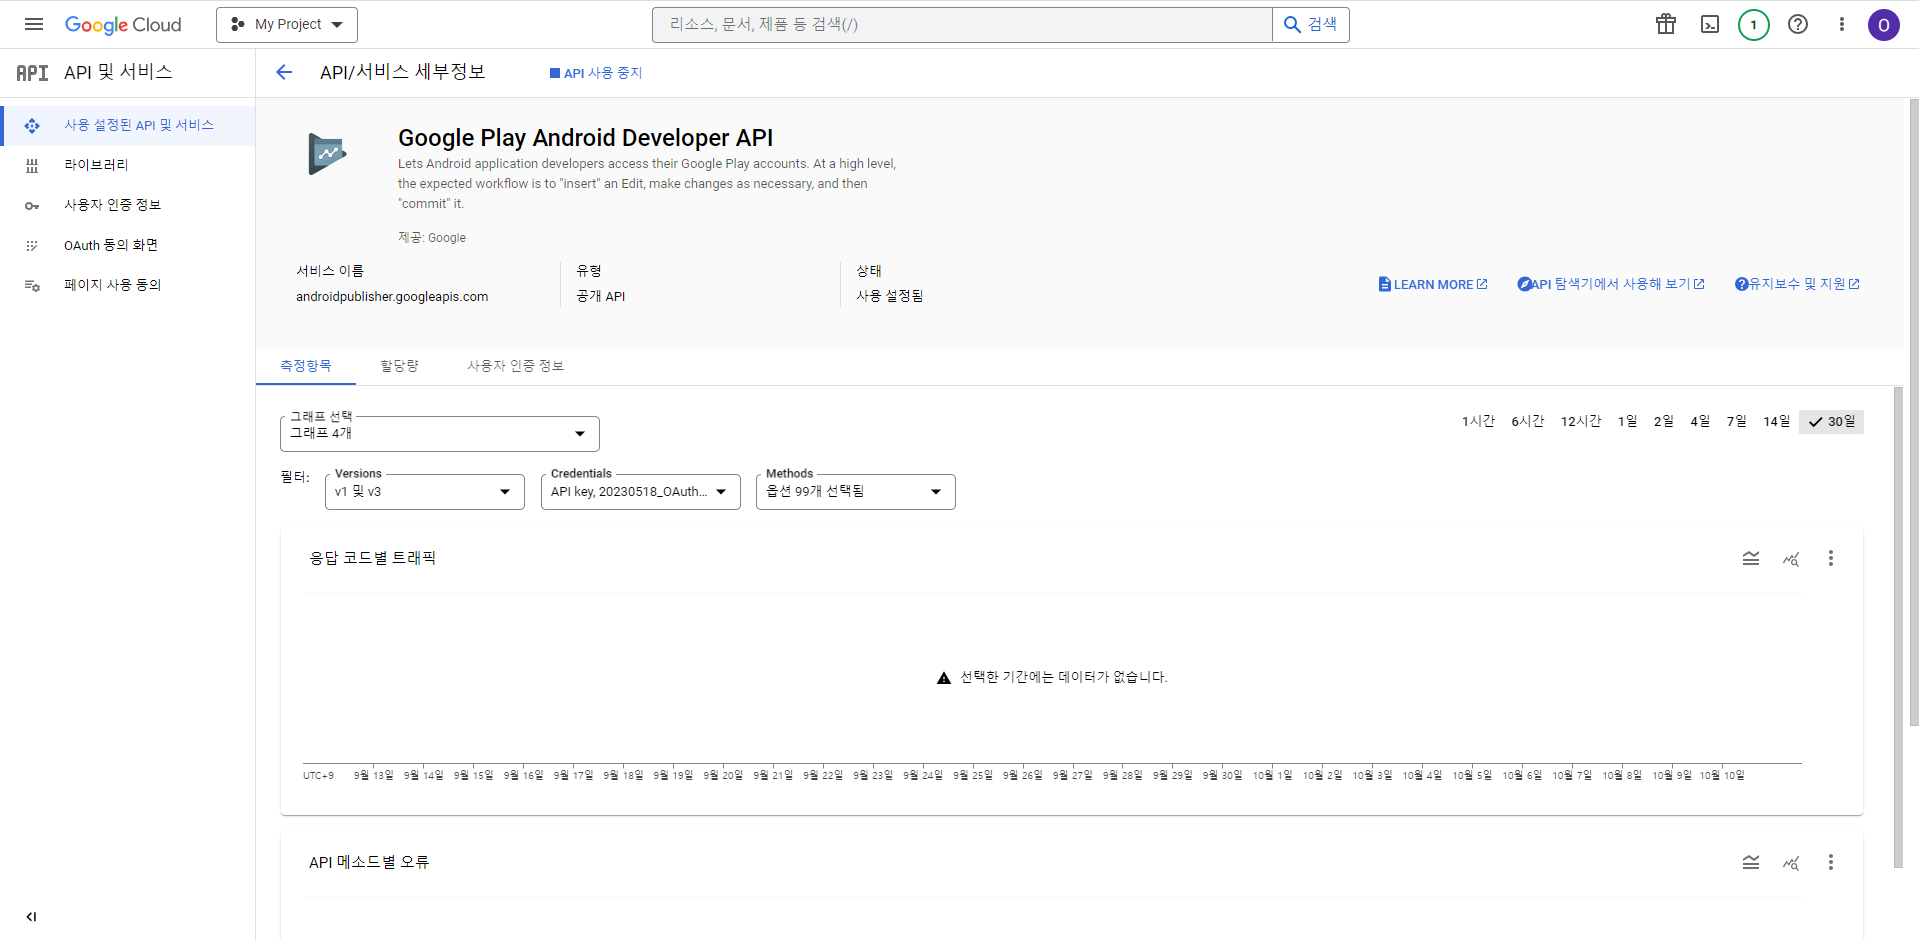 Google Cloud
My Project
리소스, 문서, 제품 등 검색(/)
검색
1
O
API API 및 서비스
API/서비스 세부정보
API 사용 중지
사용 설정된 API 및 서비스
라이브러리
사용자 인증 정보
OAuth 동의 화면
페이지 사용 동의
Google Play Android Developer API
Lets Android application developers access their Google Play accounts. At a high level,
the expected workflow is to "insert" an Edit, make changes as necessary, and then
"commit" it.
제공: Google
서비스 이름
androidpublisher.googleapis.com
유형
공개 API
상태
사용 설정됨
LEARN MORE
API 탐색기에서 사용해 보기
유지보수 및 지원
측정항목
할당량
사용자 인증 정보
그래프 선택
그래프 4개
1시간 6시간 12시간 1일 2일 4일 7일 14일 30일
필터:
Versions
v1 및 v3
Credentials
API key, 20230518_OAuth...
Methods
옵션 99개 선택됨
응답 코드별 트래픽
선택한 기간에는 데이터가 없습니다.
UTC+9 9월 13일 9월 14일 9월 15일 9월 16일 9월 17일 9월 18일 9월 19일 9월 20일 9월 21일 9월 22일 9월 23일 9월 24일 9월 25일 9월 26일 9월 27일 9월 28일 9월 29일 9월 30일 10월 1일 10월 2일 10월 3일 10월 4일 10월 5일 10월 6일 10월 7일 10월 8일 10월 9일 10월 10일
API 메소드별 오류